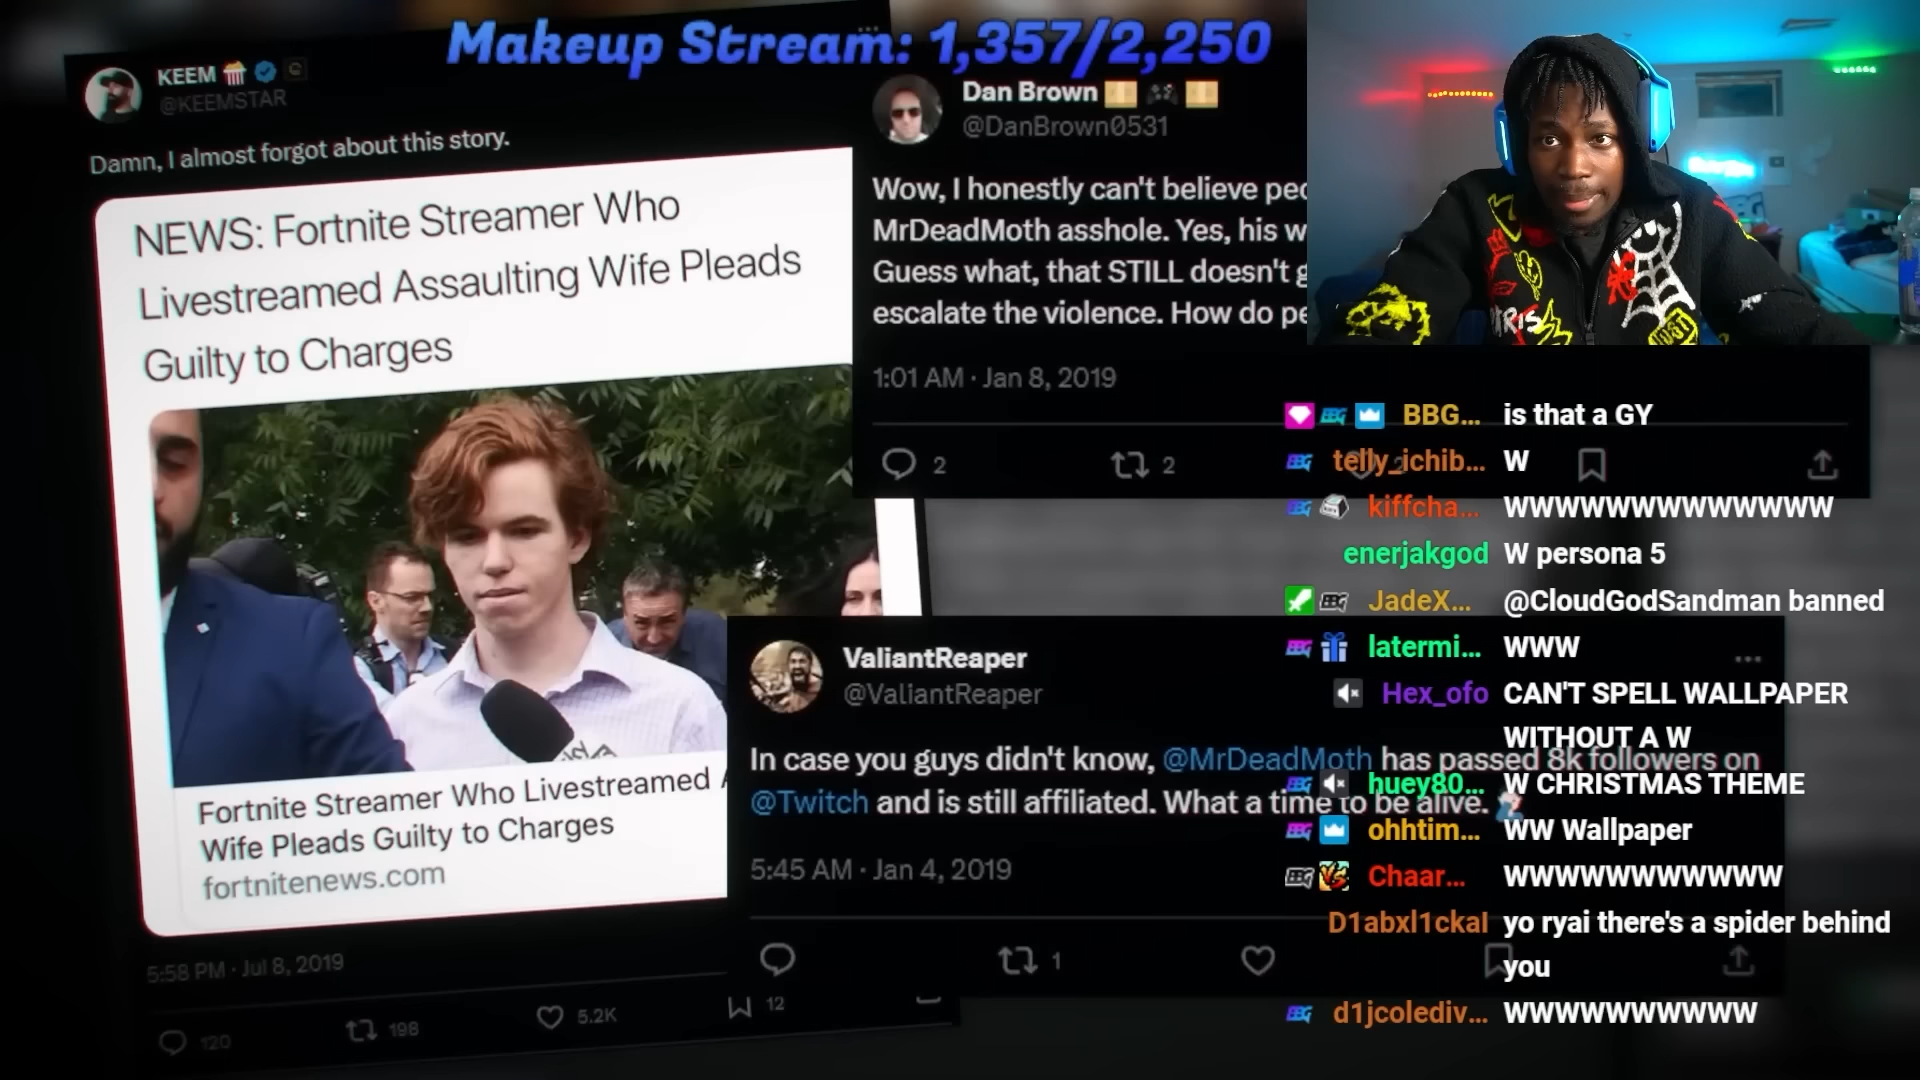 Makeup Stream: 1,357/2,250
KEEM
@KEEMSTAR
Damn, I almost forgot about this story.
NEWS: Fortnite Streamer Who
Livestreamed Assaulting Wife Pleads
Guilty to Charges
Fortnite Streamer Who Livestreamed
Wife Pleads Guilty to Charges
fortnitenews.com
5:58 PM · Jul 8, 2019
120
198
5.2K
12
Dan Brown
@DanBrown0531
Wow, I honestly can't believe
MrDeadMoth asshole. Yes, his
Guess what, that STILL doesn't
escalate the violence. How do
1:01 AM · Jan 8, 2019
2
2
2
ValiantReaper
@ValiantReaper
In case you guys didn't know, @MrDeadMoth has passed 8k followers on
@Twitch and is still affiliated. What a time to be alive.
5:45 AM · Jan 4, 2019
1
BBG... is that a GY
telly_ichib... W
kiffcha... WWWWWWWWWWWWW
enerjakgod W persona 5
JadeX... @CloudGodSandman banned
latermi... WWW
Hex_ofo CAN'T SPELL WALLPAPER
WITHOUT A W
huey80... W CHRISTMAS THEME
ohhtim... WW Wallpaper
Chaar... WWWWWWWWWWW
D1abxl1ckal yo ryai there's a spider behind
you
d1jcolediv... WWWWWWWWWW